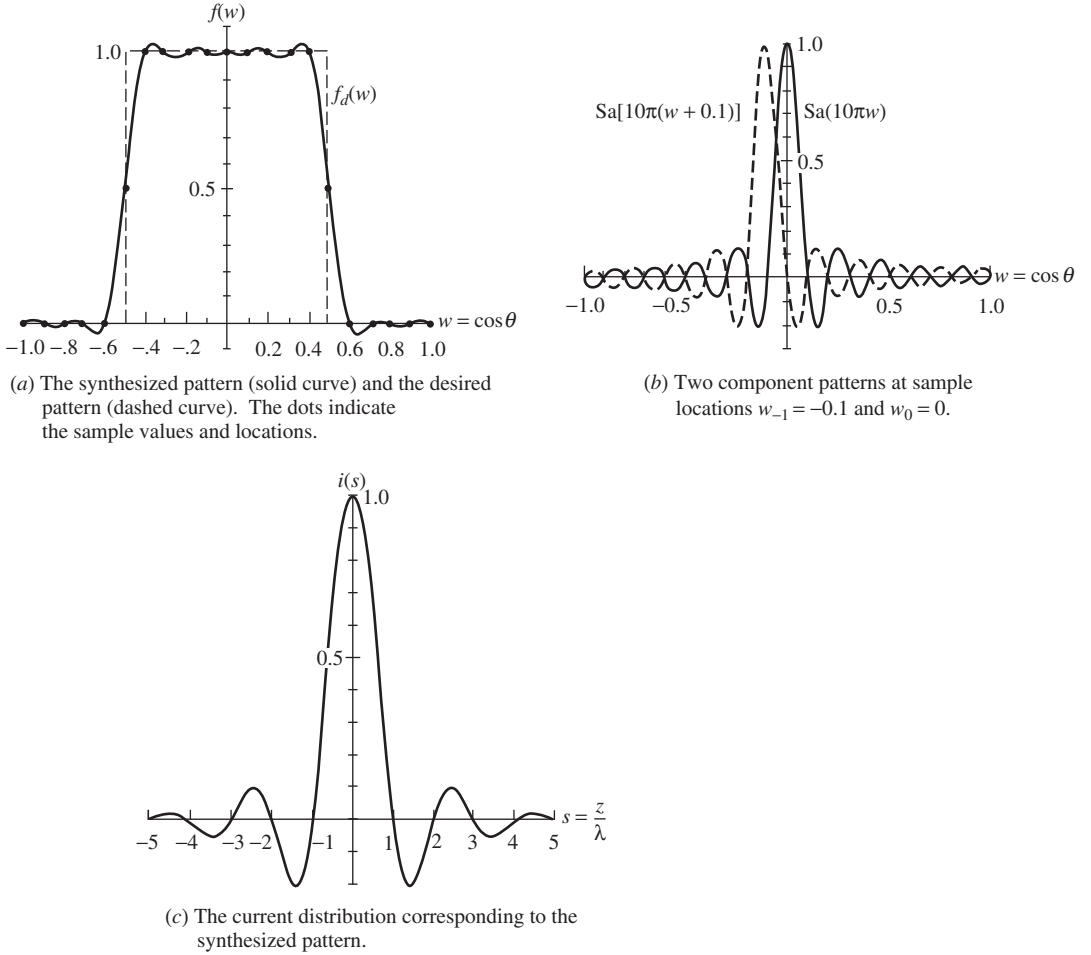 f(w)
1.0
f_d(w)
0.5
w = cos θ
−1.0 −.8 −.6 −.4 −.2 0.2 0.4 0.6 0.8 1.0
(a) The synthesized pattern (solid curve) and the desired
pattern (dashed curve). The dots indicate
the sample values and locations.
1.0
Sa[10π(w + 0.1)]
Sa(10πw)
0.5
w = cos θ
−1.0 −0.5 0.5 1.0
(b) Two component patterns at sample
locations w₋₁ = −0.1 and w₀ = 0.
i(s)
1.0
0.5
s = z/λ
−5 −4 −3 −2 −1 1 2 3 4 5
(c) The current distribution corresponding to the
synthesized pattern.